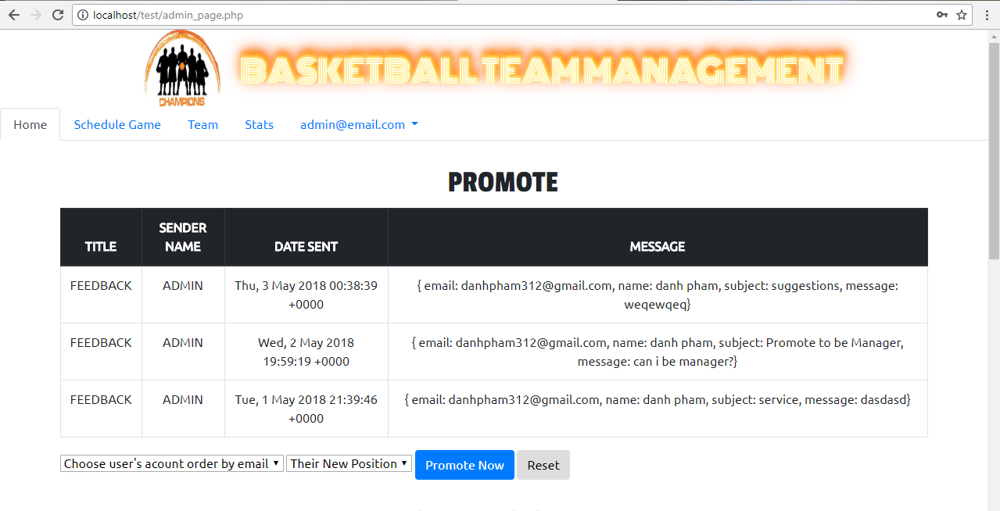 localhost/test/admin_page.php
CHAMPIONS
BASKETBALL TEAM MANAGEMENT
Home
Schedule Game
Team
Stats
admin@email.com
PROMOTE
TITLE
SENDER
NAME
DATE SENT
MESSAGE
FEEDBACK
ADMIN
Thu, 3 May 2018 00:38:39
+0000
{ email: danhpham312@gmail.com, name: danh pham, subject: suggestions, message:
weqewqeq}
FEEDBACK
ADMIN
Wed, 2 May 2018
19:59:19 +0000
{ email: danhpham312@gmail.com, name: danh pham, subject: Promote to be Manager,
message: can i be manager?}
FEEDBACK
ADMIN
Tue, 1 May 2018 21:39:46
+0000
{ email: danhpham312@gmail.com, name: danh pham, subject: service, message: dasdasd}
Choose user's acount order by email
Their New Position
Promote Now
Reset